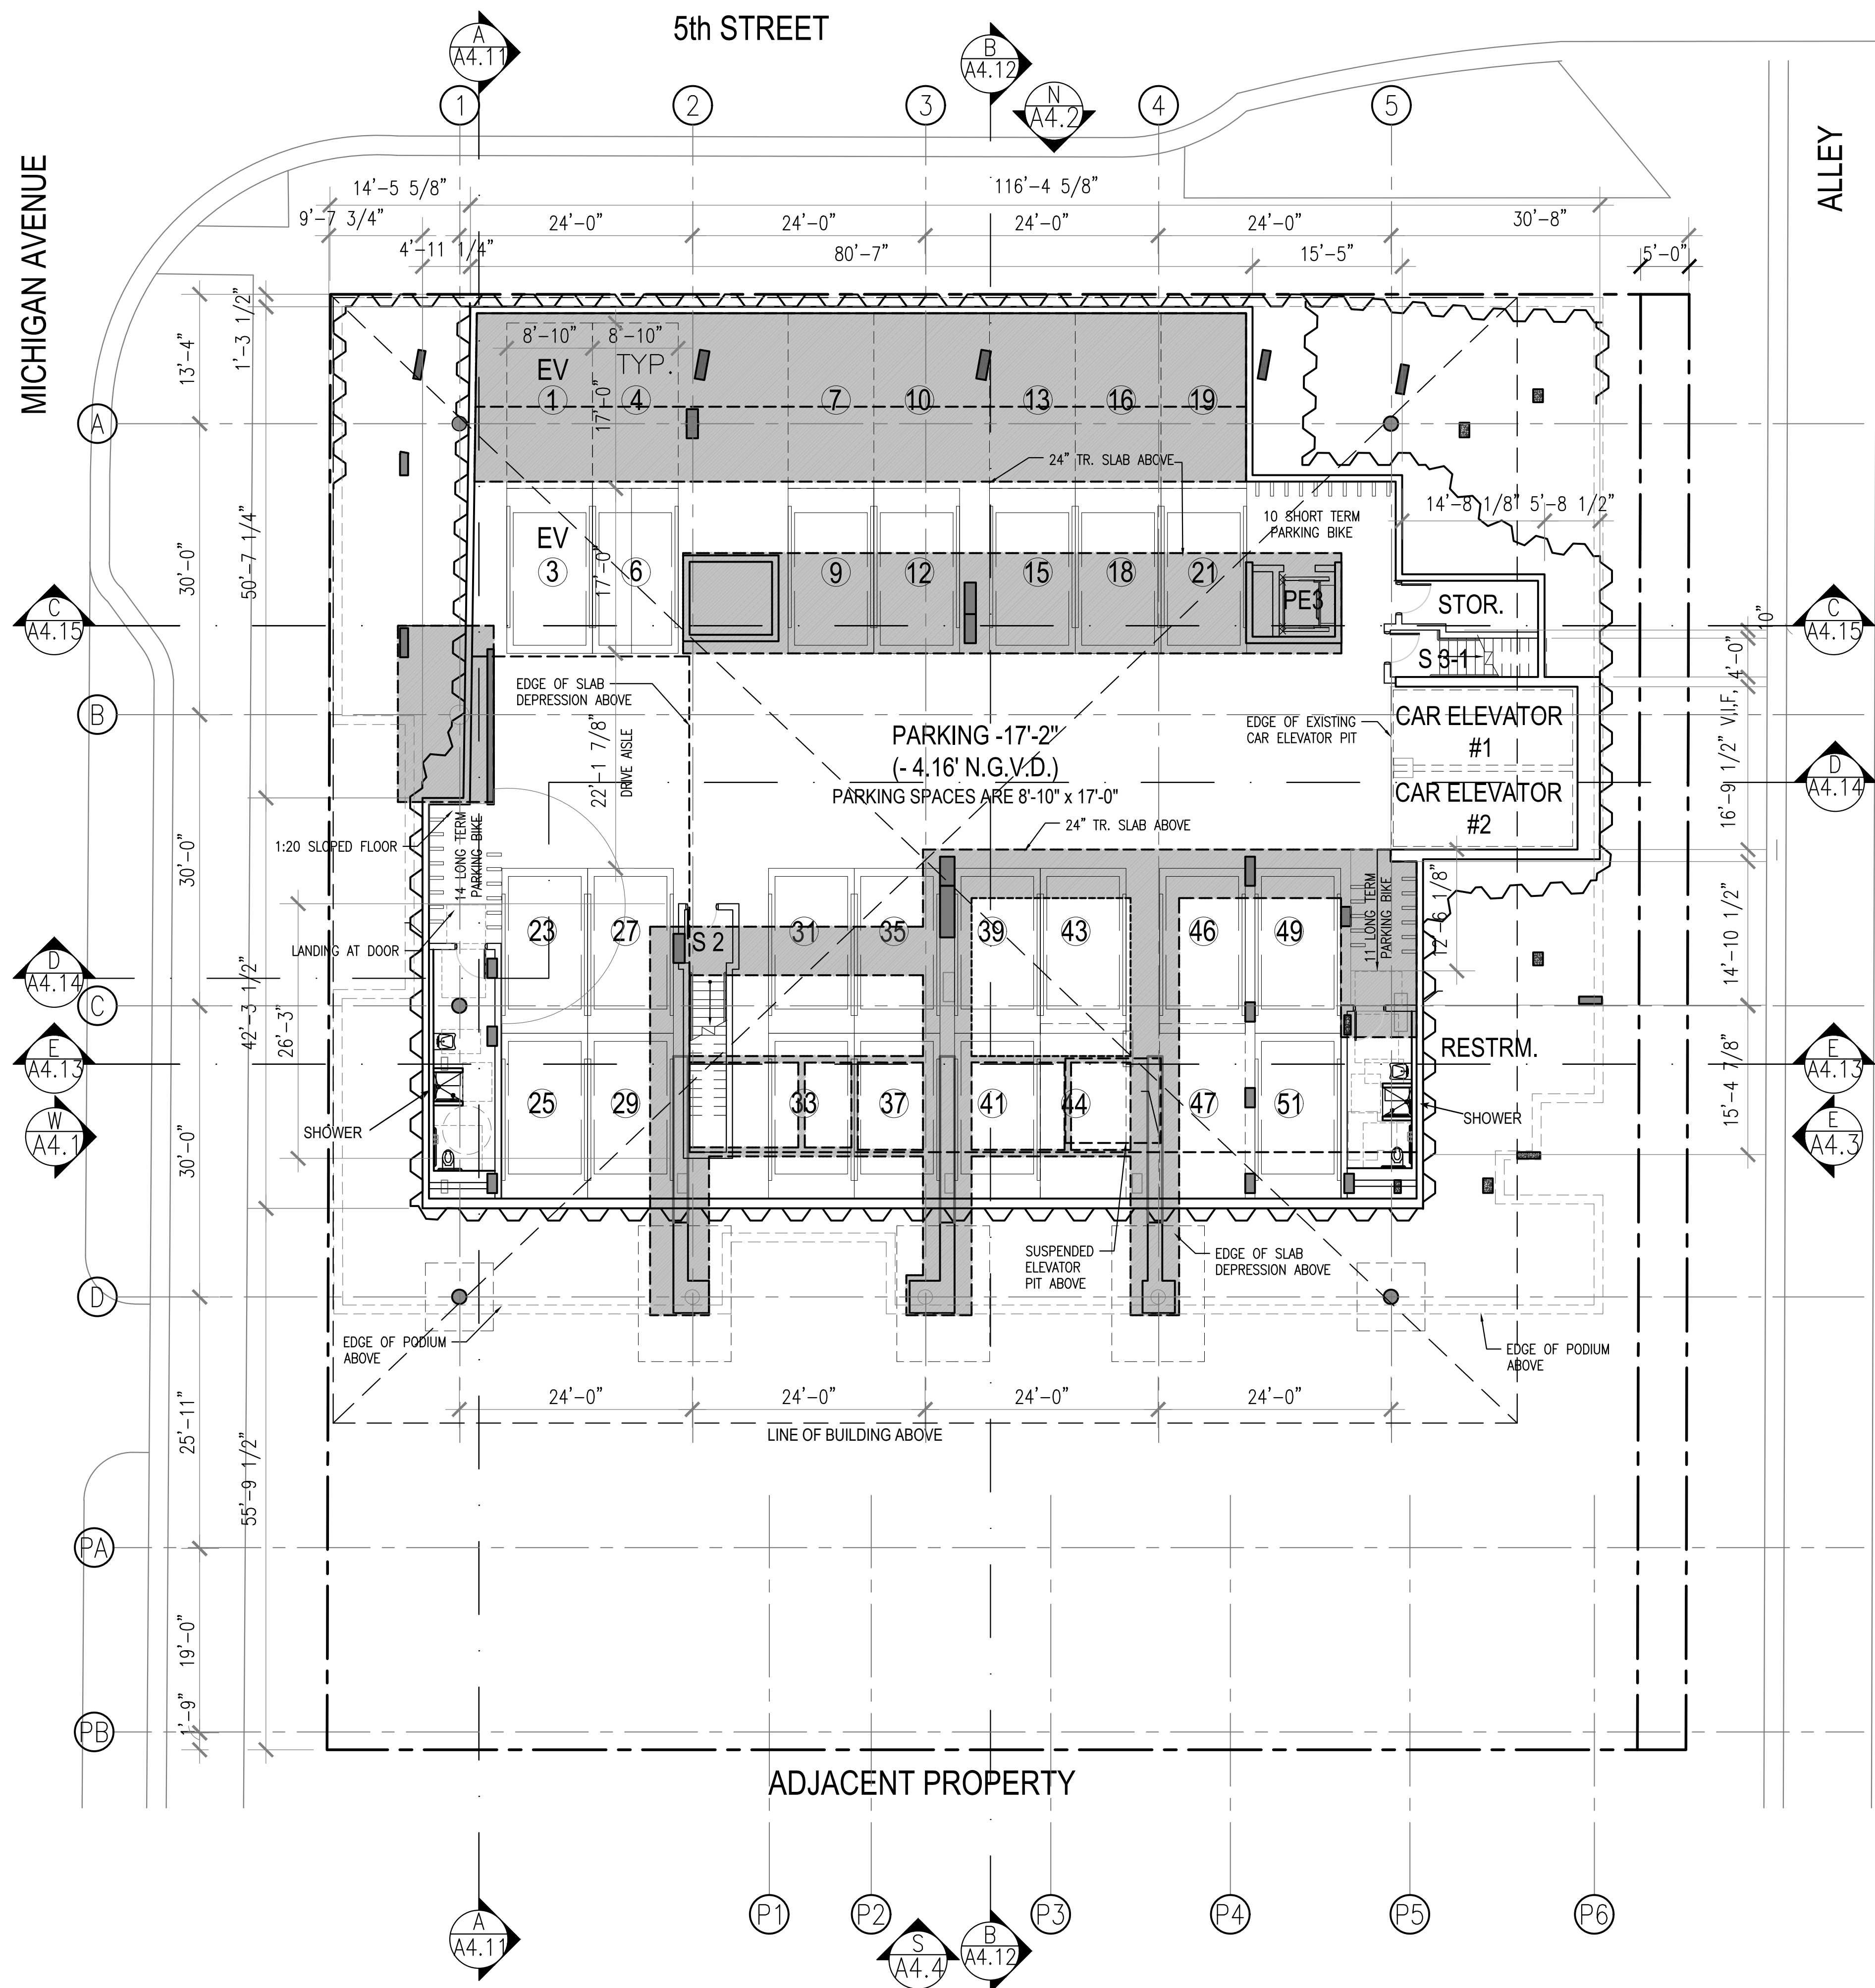 5th STREET
A
A4.11
B
A4.12
N
A4.2
1
2
3
4
5
MICHIGAN AVENUE
ALLEY
14'-5 5/8"
116'-4 5/8"
9'-7 3/4"
24'-0"
24'-0"
24'-0"
24'-0"
30'-8"
4'-11 1/4"
80'-7"
15'-5"
5'-0"
13'-4"
1'-3 1/2"
8'-10"
8'-10"
EV
TYP.
17'-0"
1
4
7
10
13
16
19
A
24" TR. SLAB ABOVE
14'-8 1/8"
5'-8 1/2"
10 SHORT TERM
PARKING BIKE
30'-0"
50'-7 1/4"
EV
17'-0"
3
6
9
12
15
18
21
PE3
STOR.
C
A4.15
C
A4.15
10"
S 3-1
4'-0"
EDGE OF SLAB
DEPRESSION ABOVE
B
CAR ELEVATOR
#1
EDGE OF EXISTING
CAR ELEVATOR PIT
PARKING -17'-2"
(- 4.16' N.G.V.D.)
PARKING SPACES ARE 8'-10" x 17'-0"
22'-1 7/8"
DRIVE AISLE
16'-9 1/2" V.I.F.
CAR ELEVATOR
#2
D
A4.14
24" TR. SLAB ABOVE
1:20 SLOPED FLOOR
14 LONG TERM
PARKING BIKE
30'-0"
11 LONG TERM
PARKING BIKE
12'-6 1/8"
14'-10 1/2"
23
27
S 2
31
35
39
43
46
49
LANDING AT DOOR
D
A4.14
C
42'-3 1/2"
26'-3"
E
A4.13
RESTRM.
E
A4.13
25
29
33
37
41
44
47
51
SHOWER
SHOWER
W
A4.1
E
A4.3
15'-4 7/8"
30'-0"
SUSPENDED
ELEVATOR
PIT ABOVE
EDGE OF SLAB
DEPRESSION ABOVE
D
EDGE OF PODIUM
ABOVE
EDGE OF PODIUM
ABOVE
24'-0"
24'-0"
24'-0"
24'-0"
LINE OF BUILDING ABOVE
25'-11"
55'-9 1/2"
PA
19'-0"
1'-9"
PB
ADJACENT PROPERTY
P1
P2
P3
P4
P5
P6
A
A4.11
S
A4.4
B
A4.12